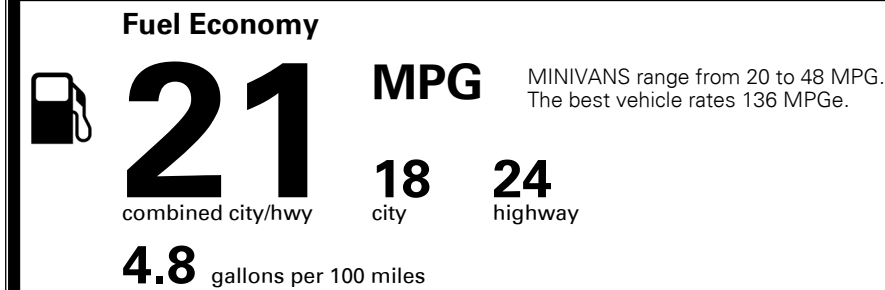 Fuel Economy
21 MPG
MINIVANS range from 20 to 48 MPG.
The best vehicle rates 136 MPGe.
18 24
combined city/hwy city highway
4.8 gallons per 100 miles